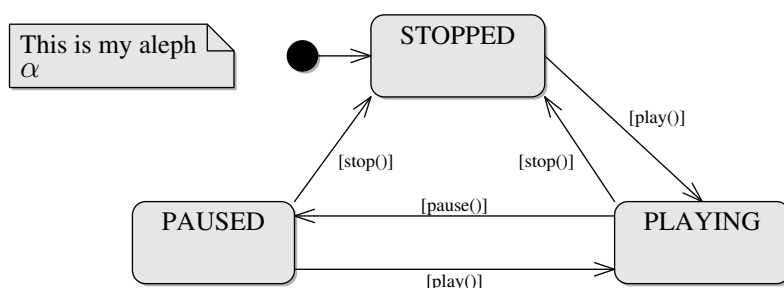 This is my aleph
α
STOPPED
[play()]
[stop()]
[stop()]
[pause()]
PAUSED
PLAYING
[play()]